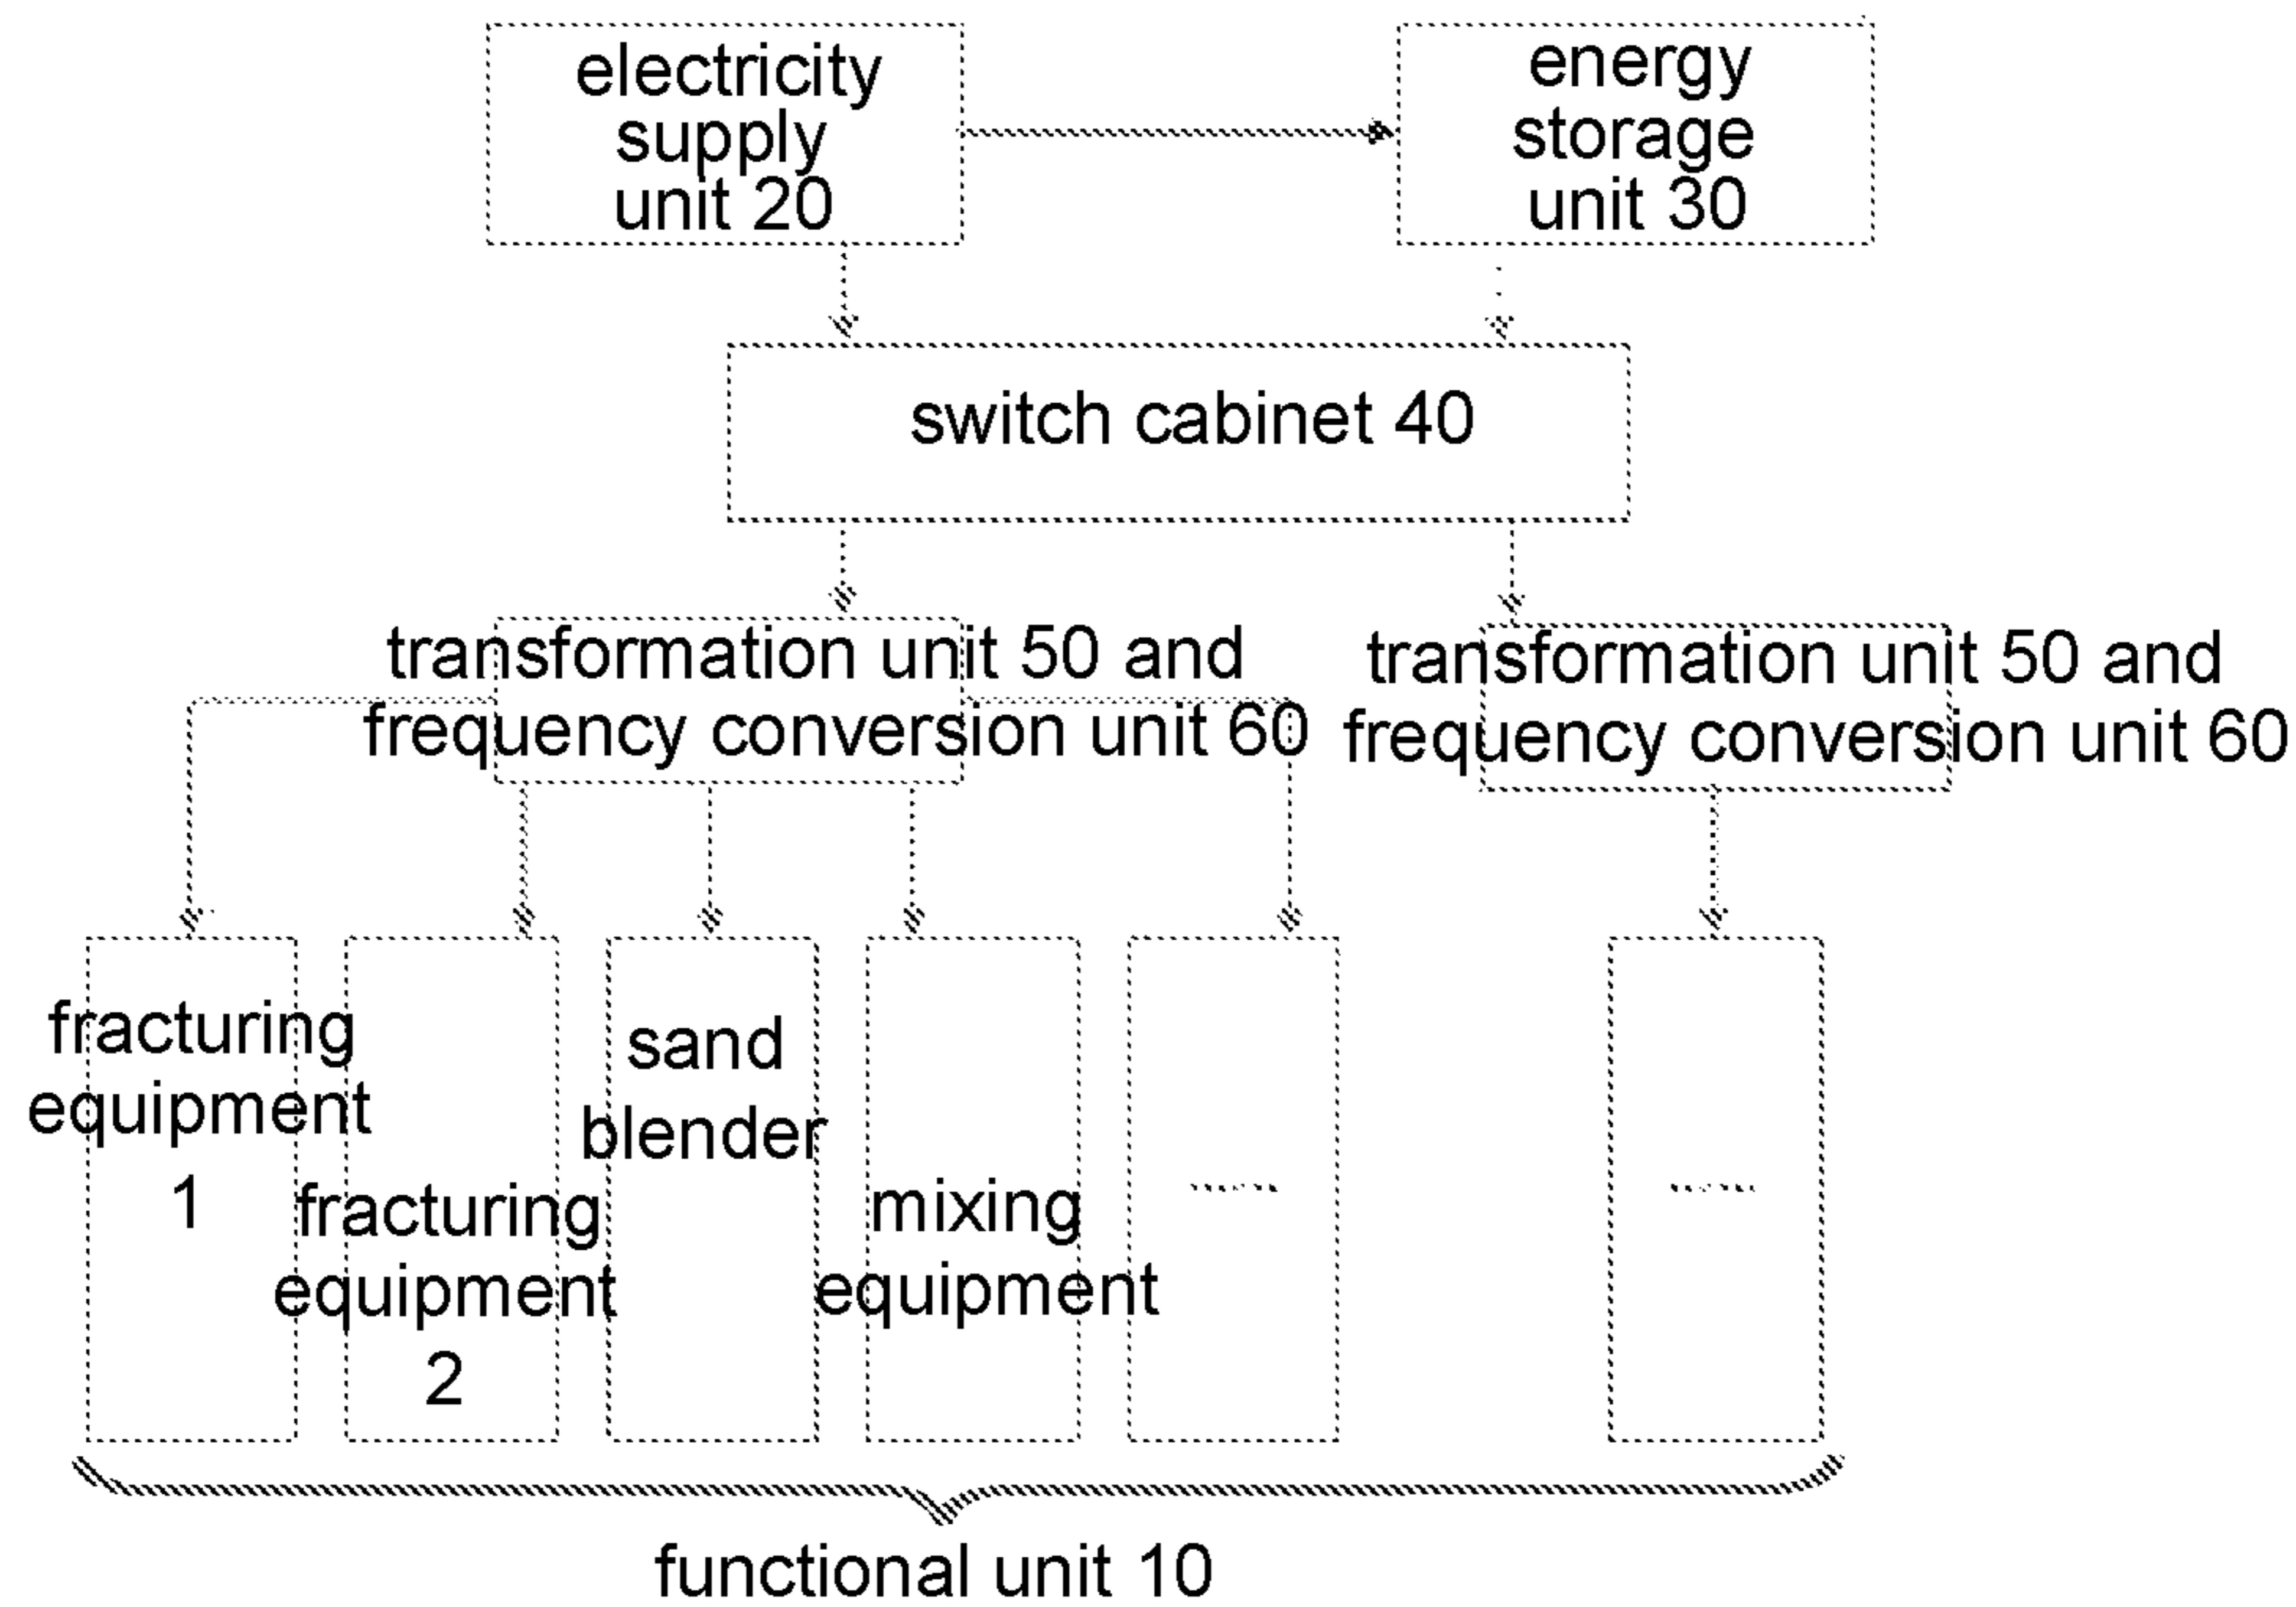 electricity
supply
unit 20
energy
storage
unit 30
switch cabinet 40
transformation unit 50 and
frequency conversion unit 60
transformation unit 50 and
frequency conversion unit 60
fracturing
equipment
1
fracturing
equipment
2
sand
blender
mixing
equipment
......
......
functional unit 10